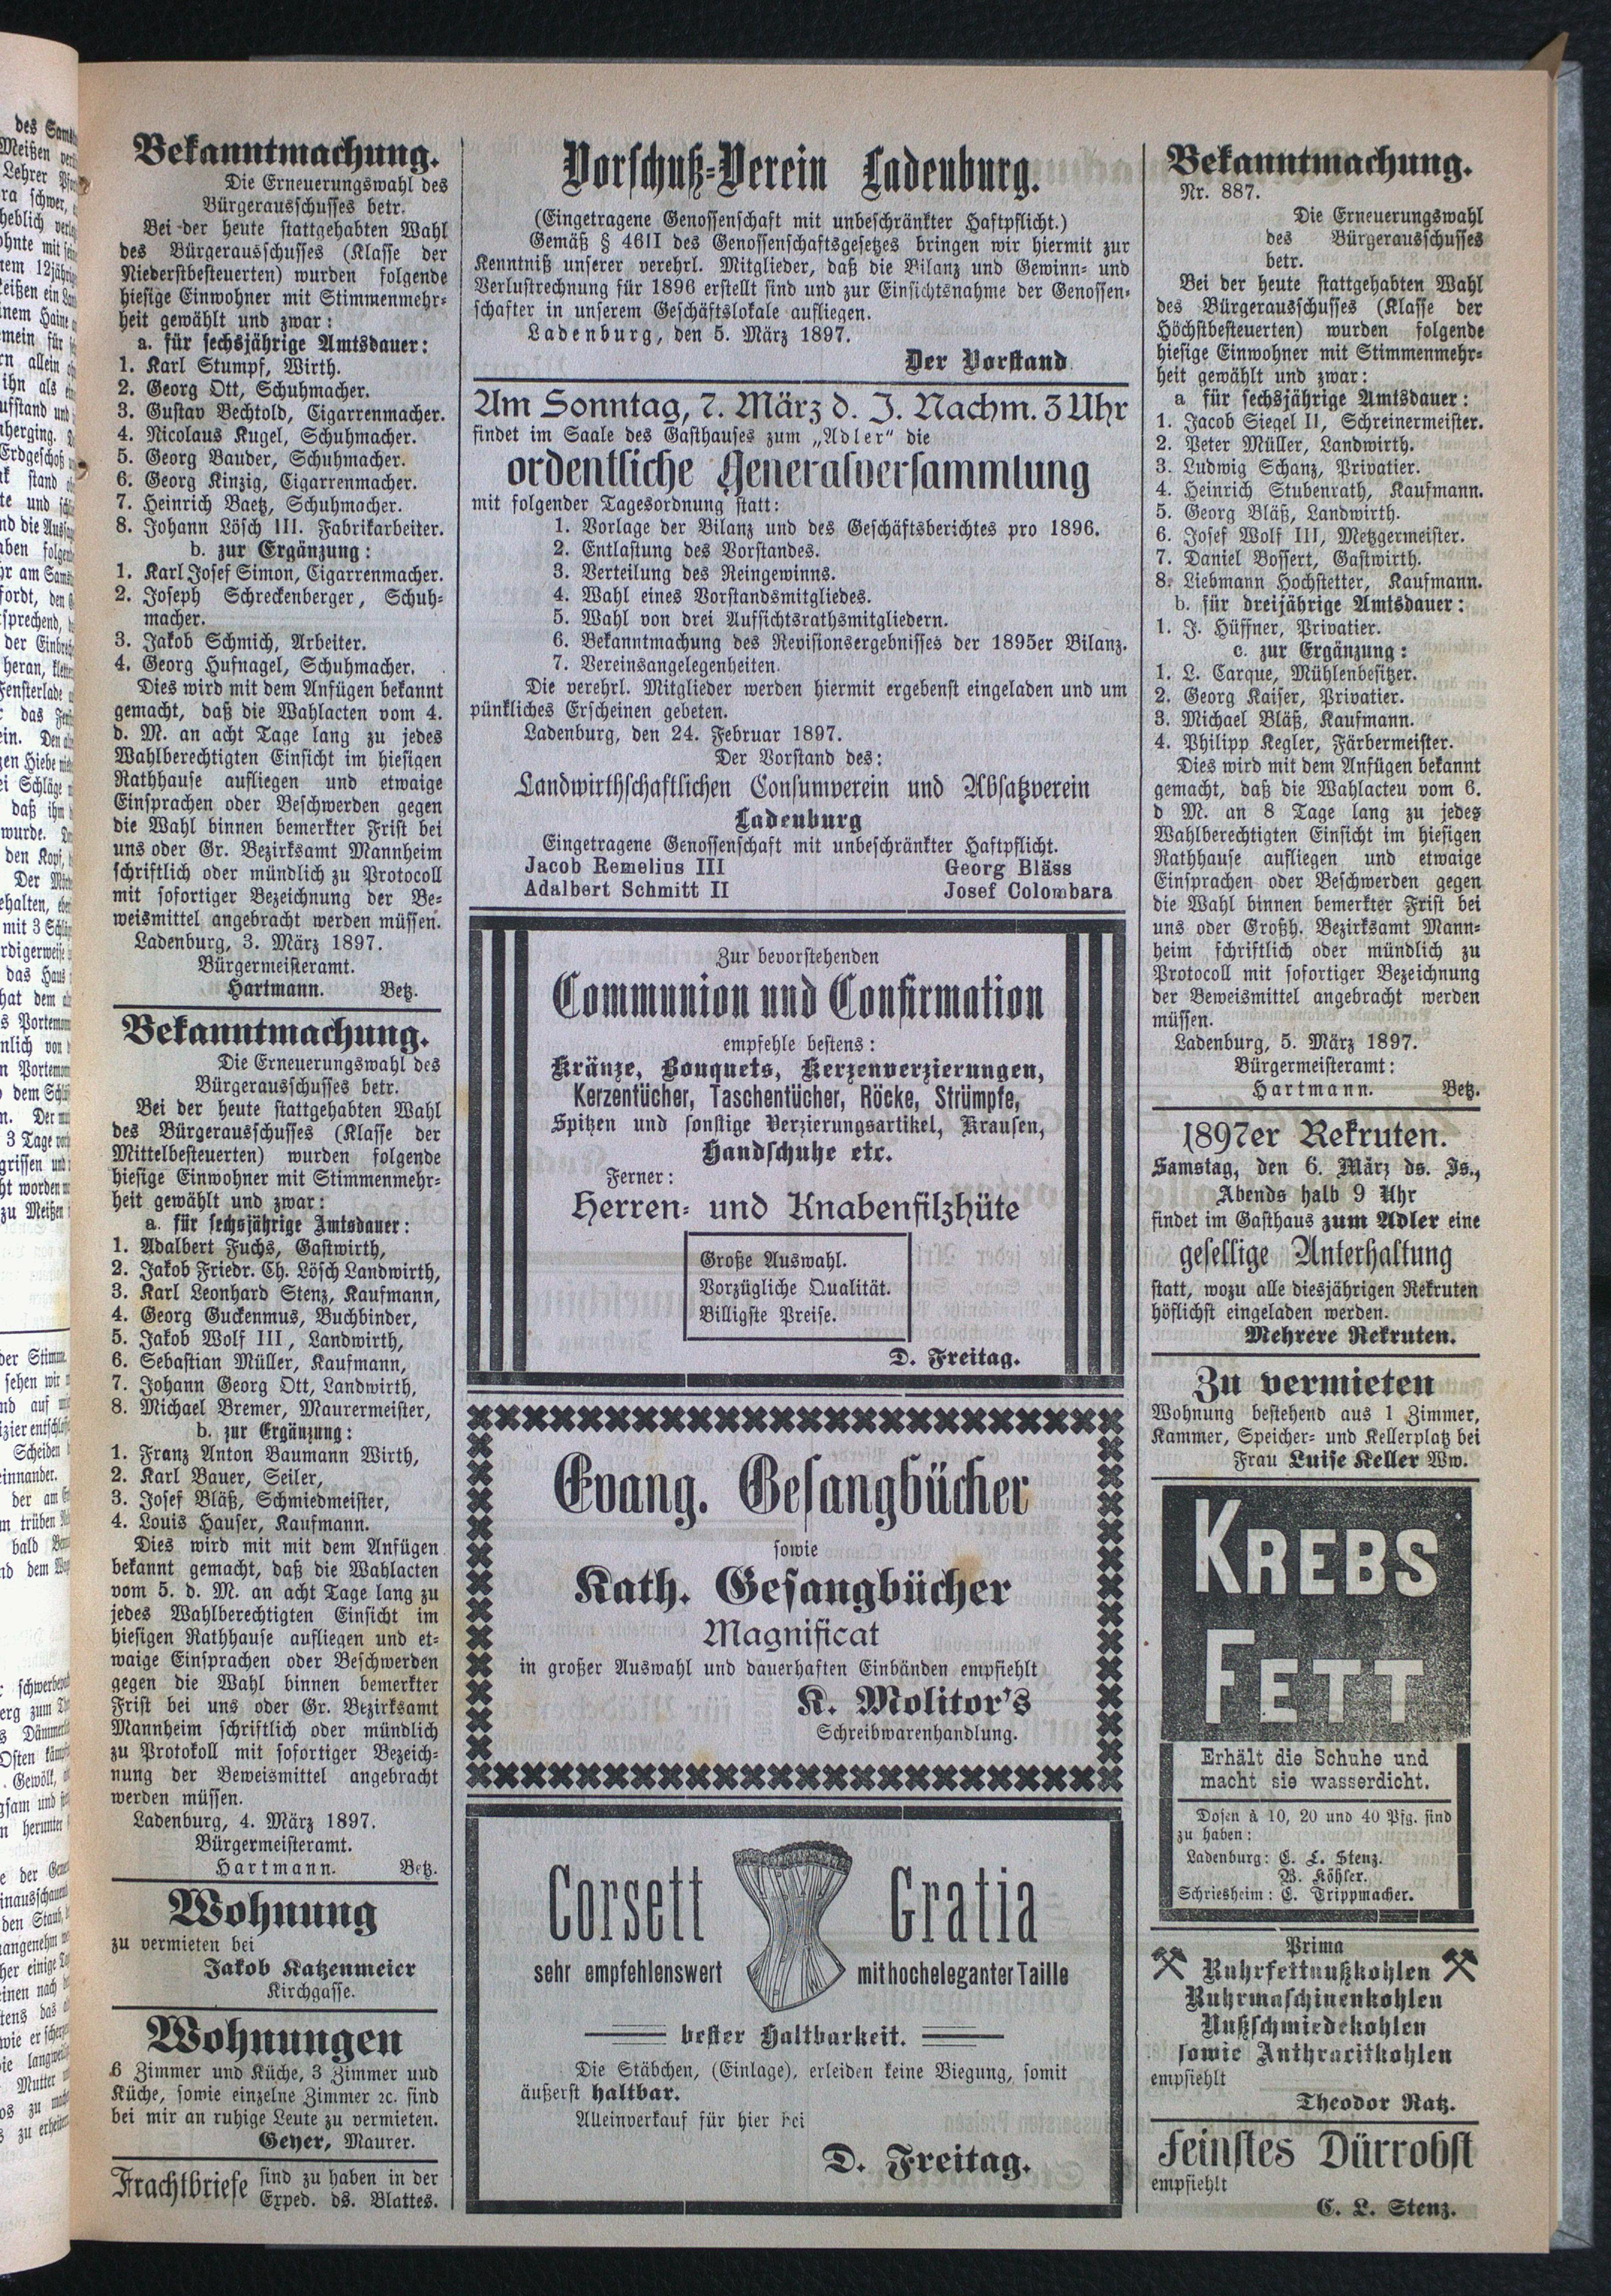 Bekanntmachung.
Die Erneuerungswahl des
Bürgerausschusses betr.
Bei der heute stattgehabten Wahl
des Bürgerausschusses (Klasse der
Niederstbesteuerten) wurden folgende
hiesige Einwohner mit Stimmenmehr-
heit gewählt und zwar:
a. für sechsjährige Amtsdauer:
1. Karl Stumpf, Wirth.
2. Georg Ott, Schuhmacher.
3. Gustav Bechtold, Cigarrenmacher.
4. Nicolaus Kugel, Schuhmacher.
5. Georg Bauder, Schuhmacher.
6. Georg Kinzig, Cigarrenmacher.
7. Heinrich Baetz, Schuhmacher.
8. Johann Lösch III. Fabrikarbeiter.
b. zur Ergänzung:
1. Karl Josef Simon, Cigarrenmacher.
2. Joseph Schreckenberger, Schuh-
macher.
3. Jakob Schmich, Arbeiter.
4. Georg Hufnagel, Schuhmacher.
Dies wird mit dem Anfügen bekannt
gemacht, daß die Wahlacten vom 4.
d. M. an acht Tage lang zu jedes
Wahlberechtigten Einsicht im hiesigen
Rathhause aufliegen und etwaige
Einsprachen oder Beschwerden gegen
die Wahl binnen bemerkter Frist bei
uns oder Gr. Bezirksamt Mannheim
schriftlich oder mündlich zu Protocoll
mit sofortiger Bezeichnung der Be-
weismittel angebracht werden müssen.
Ladenburg, 3. März 1897.
Bürgermeisteramt.
Hartmann. Betz.
Bekanntmachung.
Die Erneuerungswahl des
Bürgerausschusses betr.
Bei der heute stattgehabten Wahl
des Bürgerausschusses (Klasse der
Mittelbesteuerten) wurden folgende
hiesige Einwohner mit Stimmenmehr-
heit gewählt und zwar:
a. für sechsjährige Amtsdauer:
1. Adalbert Fuchs, Gastwirth,
2. Jakob Friedr. Ch. Lösch Landwirth,
3. Karl Leonhard Stenz, Kaufmann,
4. Georg Guckenmus, Buchbinder,
5. Jakob Wolf III, Landwirth,
6. Sebastian Müller, Kaufmann,
7. Johann Georg Ott, Landwirth,
8. Michael Bremer, Maurermeister,
b. zur Ergänzung:
1. Franz Anton Baumann Wirth,
2. Karl Bauer, Seiler,
3. Josef Bläß, Schmiedmeister,
4. Louis Hauser, Kaufmann.
Dies wird mit mit dem Anfügen
bekannt gemacht, daß die Wahlacten
vom 5. d. M. an acht Tage lang zu
jedes Wahlberechtigten Einsicht im
hiesigen Rathhause aufliegen und et-
waige Einsprachen oder Beschwerden
gegen die Wahl binnen bemerkter
Frist bei uns oder Gr. Bezirksamt
Mannheim schriftlich oder mündlich
zu Protokoll mit sofortiger Bezeich-
nung der Beweismittel angebracht
werden müssen.
Ladenburg, 4. März 1897.
Bürgermeisteramt.
Hartmann. Betz.
Wohnung
zu vermieten bei
Jakob Katzenmeier
Kirchgasse.
Wohnungen
6 Zimmer und Küche, 3 Zimmer und
Küche, sowie einzelne Zimmer ꝛc. sind
bei mir an ruhige Leute zu vermieten.
Geyer, Maurer.
Frachtbriefe sind zu haben in der
Exped. ds. Blattes.
Vorschuß-Verein Ladenburg.
(Eingetragene Genossenschaft mit unbeschränkter Haftpflicht.)
Gemäß § 46II des Genossenschaftsgesetzes bringen wir hiermit zur
Kenntniß unserer verehrl. Mitglieder, daß die Bilanz und Gewinn- und
Verlustrechnung für 1896 erstellt sind und zur Einsichtsnahme der Genossen-
schafter in unserem Geschäftslokale aufliegen.
Ladenburg, den 5. März 1897.
Der Vorstand
Am Sonntag, 7. März d. J. Nachm. 3 Uhr
findet im Saale des Gasthauses zum „Adler“ die
ordentliche Generalversammlung
mit folgender Tagesordnung statt:
1. Vorlage der Bilanz und des Geschäftsberichtes pro 1896.
2. Entlastung des Vorstandes.
3. Verteilung des Reingewinns.
4. Wahl eines Vorstandsmitgliedes.
5. Wahl von drei Aufsichtsrathsmitgliedern.
6. Bekanntmachung des Revisionsergebnisses der 1895er Bilanz.
7. Vereinsangelegenheiten.
Die verehrl. Mitglieder werden hiermit ergebenst eingeladen und um
pünkliches Erscheinen gebeten.
Ladenburg, den 24. Februar 1897.
Der Vorstand des:
Landwirthschaftlichen Consumverein und Absatzverein
Ladenburg
Eingetragene Genossenschaft mit unbeschränkter Haftpflicht.
Jacob Remelius III Georg Bläss
Adalbert Schmitt II Josef Colombara
Zur bevorstehenden
Communion und Confirmation
empfehle bestens:
Kränze, Bouquets, Kerzenverzierungen,
Kerzentücher, Taschentücher, Röcke, Strümpfe,
Spitzen und sonstige Verzierungsartikel, Krausen,
Handschuhe etc.
Ferner:
Herren- und Knabenfilzhüte
Große Auswahl.
Vorzügliche Qualität.
Billigste Preise.
D. Freitag.
Evang. Gesangbücher
sowie
Kath. Gesangbücher
Magnificat
in großer Auswahl und dauerhaften Einbänden empfiehlt
K. Molitor's
Schreibwarenhandlung.
Corsett Gratia
sehr empfehlenswert mit hocheleganter Taille
bester Haltbarkeit.
Die Stäbchen, (Einlage), erleiden keine Biegung, somit
äußerst haltbar.
Alleinverkauf für hier bei
D. Freitag.
Bekanntmachung.
Nr. 887.
Die Erneuerungswahl
des Bürgerausschusses
betr.
Bei der heute stattgehabten Wahl
des Bürgerausschusses (Klasse der
Höchstbesteuerten) wurden folgende
hiesige Einwohner mit Stimmenmehr-
heit gewählt und zwar:
a für sechsjährige Amtsdauer:
1. Jacob Siegel II, Schreinermeister.
2. Peter Müller, Landwirth.
3. Ludwig Schanz, Privatier.
4. Heinrich Stubenrath, Kaufmann.
5. Georg Bläß, Landwirth.
6. Josef Wolf III, Metzgermeister.
7. Daniel Bossert, Gastwirth.
8. Liebmann Hochstetter, Kaufmann.
b. für dreijährige Amtsdauer:
1. J. Hüffner, Privatier.
c. zur Ergänzung:
1. L. Carque, Mühlenbesitzer.
2. Georg Kaiser, Privatier.
3. Michael Bläß, Kaufmann.
4. Philipp Kegler, Färbermeister.
Dies wird mit dem Anfügen bekannt
gemacht, daß die Wahlacteu vom 6.
d M. an 8 Tage lang zu jedes
Wahlberechtigten Einsicht im hiesigen
Rathhause aufliegen und etwaige
Einsprachen oder Beschwerden gegen
die Wahl binnen bemerkter Frist bei
uns oder Großh. Bezirksamt Mann-
heim schriftlich oder mündlich zu
Protocoll mit sofortiger Bezeichnung
der Beweismittel angebracht werden
müssen.
Ladenburg, 5. März 1897.
Bürgermeisteramt:
Hartmann. Betz.
1897er Rekruten.
Samstag, den 6. März ds. Js.,
Abends halb 9 Uhr
findet im Gasthaus zum Adler eine
gesellige Unterhaltung
statt, wozu alle diesjährigen Rekruten
höflichst eingeladen werden.
Mehrere Rekruten.
Zu vermieten
Wohnung bestehend aus 1 Zimmer,
Kammer, Speicher- und Kellerplatz bei
Frau Luise Keller Ww.
KREBS
FETT
Erhält die Schuhe und
macht sie wasserdicht.
Dosen à 10, 20 und 40 Pfg. sind
zu haben:
Ladenburg: C. L. Stenz.
W. Köhler.
Schriesheim: C. Trippmacher.
Prima
Ruhrfettnußkohlen
Ruhrmaschinenkohlen
Nußschmiedekohlen
sowie Anthracitkohlen
empfiehlt
Theodor Ratz.
Feinstes Dürrobst
empfiehlt
C. L. Stenz.